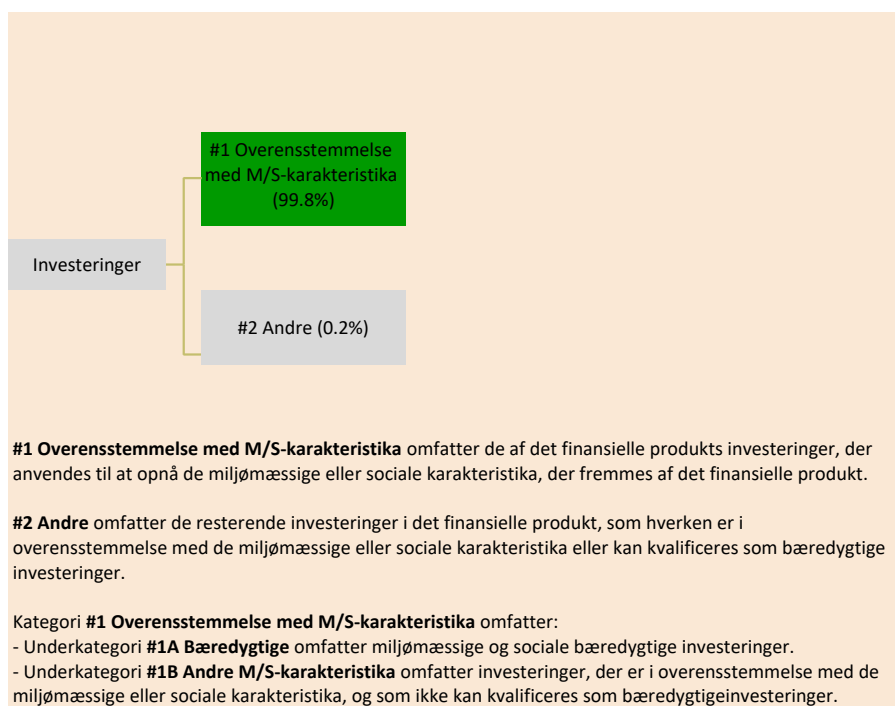 #1 Overensstemmelse
med M/S-karakteristika
(99.8%)
Investeringer
#2 Andre (0.2%)
#1 Overensstemmelse med M/S-karakteristika omfatter de af det finansielle produkts investeringer, der
anvendes til at opnå de miljømæssige eller sociale karakteristika, der fremmes af det finansielle produkt.
#2 Andre omfatter de resterende investeringer i det finansielle produkt, som hverken er i
overensstemmelse med de miljømæssige eller sociale karakteristika eller kan kvalificeres som bæredygtige
investeringer.
Kategori #1 Overensstemmelse med M/S-karakteristika omfatter:
- Underkategori #1A Bæredygtige omfatter miljømæssige og sociale bæredygtige investeringer.
- Underkategori #1B Andre M/S-karakteristika omfatter investeringer, der er i overensstemmelse med de
miljømæssige eller sociale karakteristika, og som ikke kan kvalificeres som bæredygtigeinvesteringer.